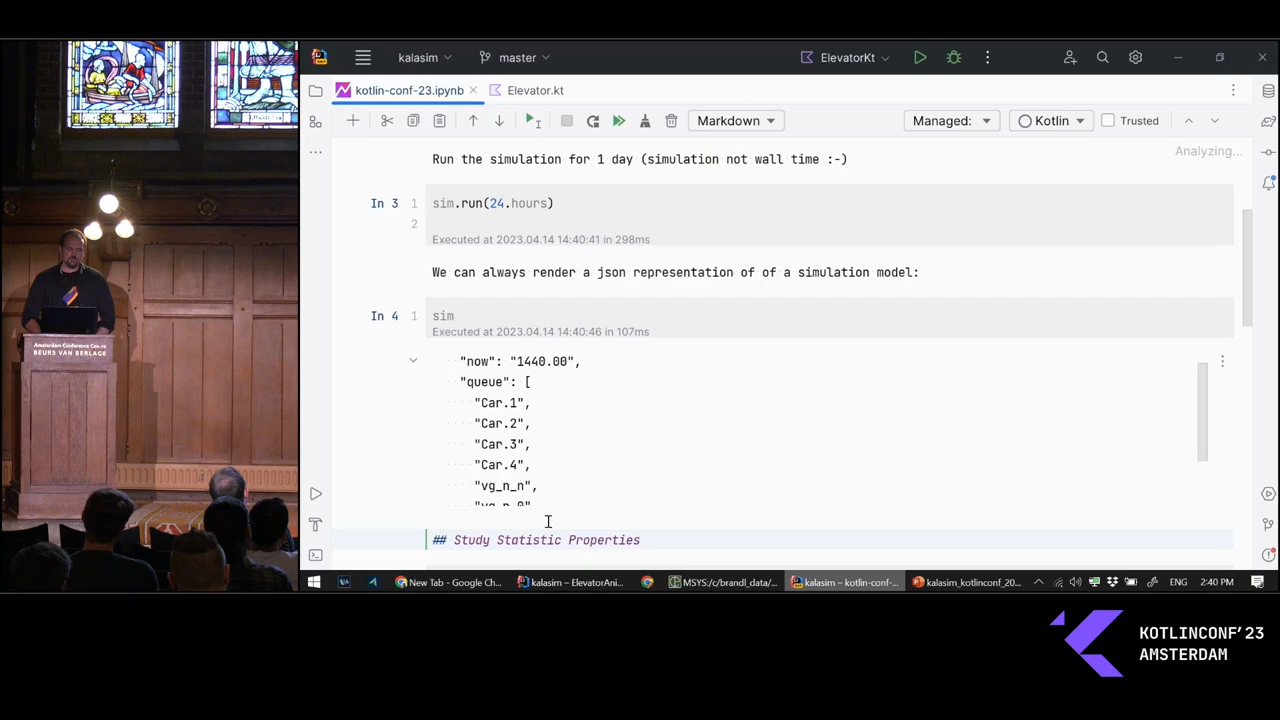 kalasim
master
ElevatorKt
kotlin-conf-23.ipynb
Elevator.kt
Markdown
Managed:
Kotlin
Trusted
Run the simulation for 1 day (simulation not wall time :-)
Analyzing...
In 3
1
sim.run(24.hours)
2
Executed at 2023.04.14 14:40:41 in 298ms
We can always render a json representation of of a simulation model:
In 4
1
sim
Executed at 2023.04.14 14:40:46 in 107ms
"now": "1440.00",
"queue": [
"Car.1",
"Car.2",
"Car.3",
"Car.4",
"vg_n_n",
## Study Statistic Properties
New Tab - Google Ch...
kalasim – ElevatorAni...
MSYS:/c/brandl_data/...
kalasim – kotlin-conf-...
kalasim_kotlinconf_20...
ENG
2:40 PM
Amsterdam Conference Centre
BEURS VAN BERLAGE
KOTLINCONF'23
AMSTERDAM